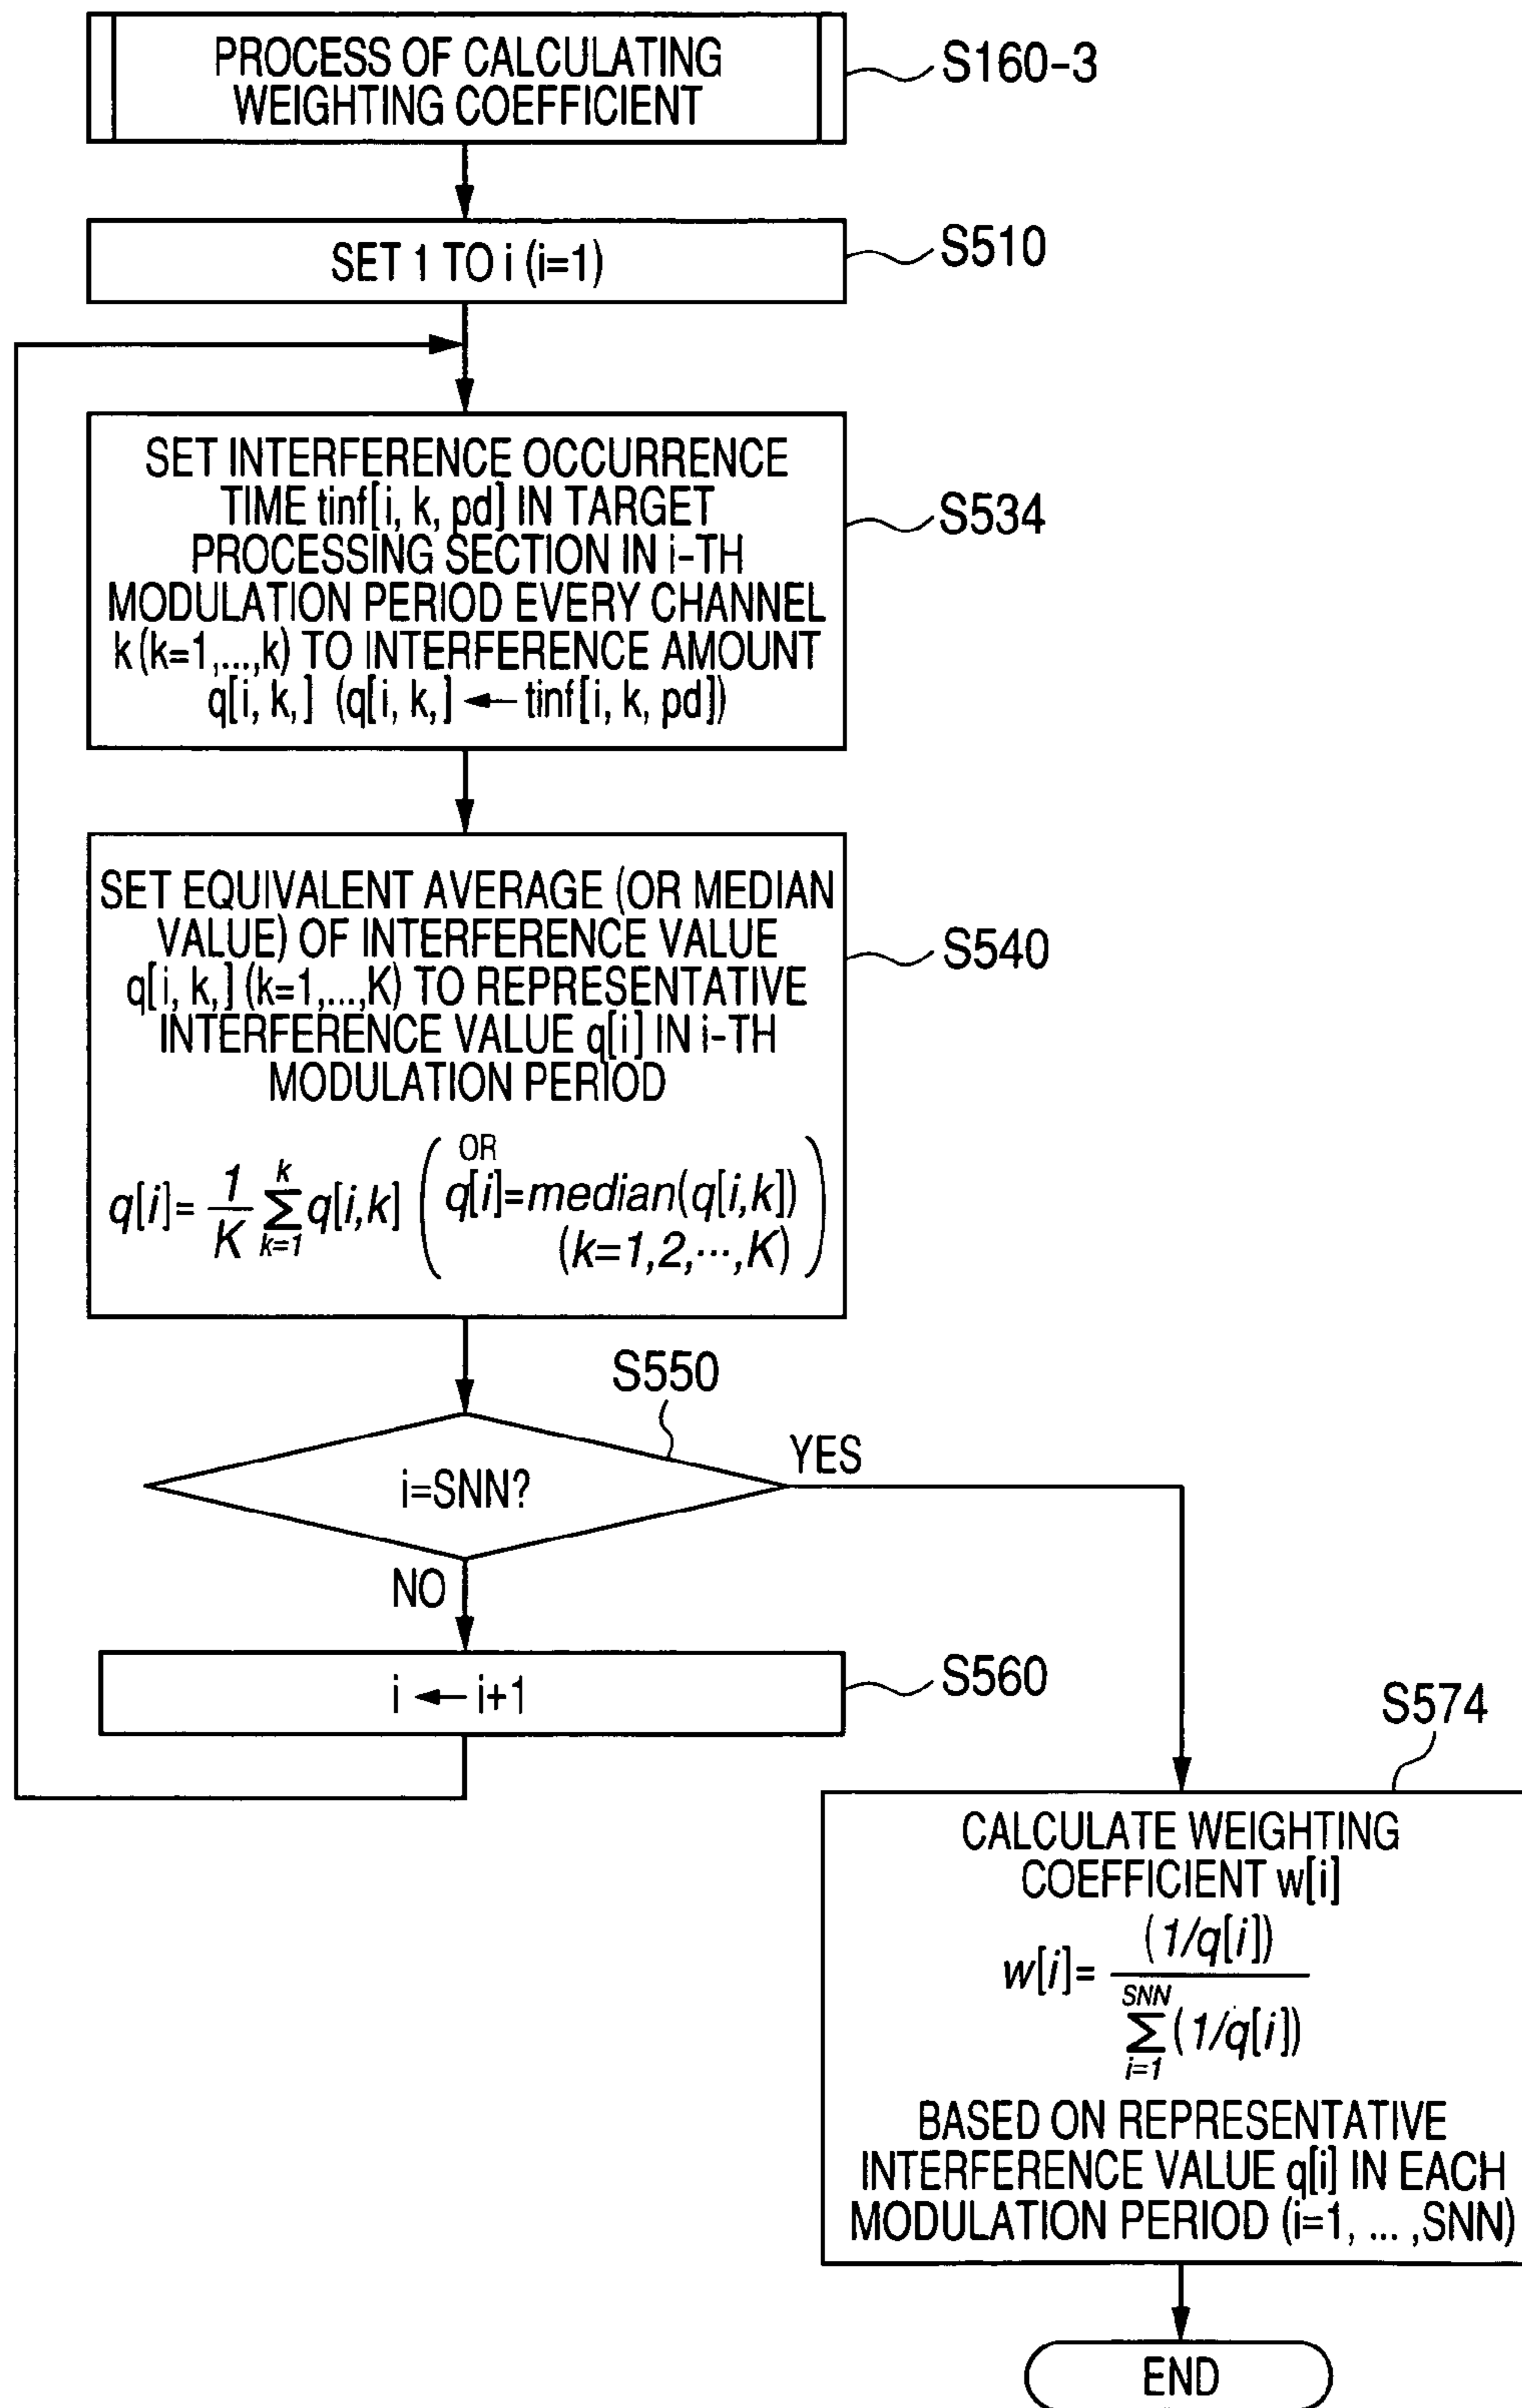 PROCESS OF CALCULATING
WEIGHTING COEFFICIENT
S160-3
SET 1 TO i (i=1)
S510
SET INTERFERENCE OCCURRENCE
TIME tinf[i, k, pd] IN TARGET
PROCESSING SECTION IN i-TH
MODULATION PERIOD EVERY CHANNEL
k (k=1,...,k) TO INTERFERENCE AMOUNT
q[i, k,] (q[i, k,] ← tinf[i, k, pd])
S534
SET EQUIVALENT AVERAGE (OR MEDIAN
VALUE) OF INTERFERENCE VALUE
q[i, k,] (k=1,...,K) TO REPRESENTATIVE
INTERFERENCE VALUE q[i] IN i-TH
MODULATION PERIOD
q[i]= 1/K Σ k=1 k q[i,k] ( OR q[i]=median(q[i,k])
(k=1,2,···,K) )
S540
S550
i=SNN?
YES
NO
i ← i+1
S560
S574
CALCULATE WEIGHTING
COEFFICIENT w[i]
w[i]= (1/q[i])
SNN
Σ (1/q[i])
i=1
BASED ON REPRESENTATIVE
INTERFERENCE VALUE q[i] IN EACH
MODULATION PERIOD (i=1, ... ,SNN)
END